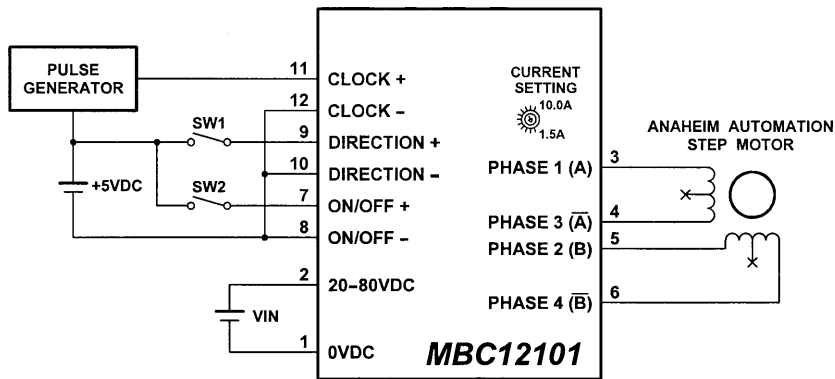 PULSE
GENERATOR
+5VDC
SW1
SW2
VIN
11 CLOCK +
12 CLOCK −
9 DIRECTION +
10 DIRECTION −
7 ON/OFF +
8 ON/OFF −
2 20−80VDC
1 0VDC
CURRENT
SETTING
10.0A
1.5A
PHASE 1 (A) 3
PHASE 3 (A̅) 4
PHASE 2 (B) 5
PHASE 4 (B̅) 6
MBC12101
ANAHEIM AUTOMATION
STEP MOTOR